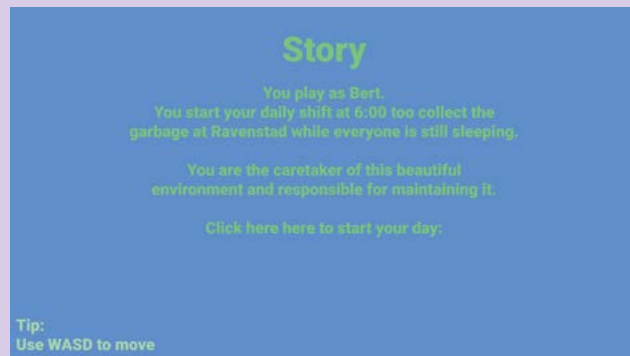 Story
You play as Bert.
You start your daily shift at 6:00 too collect the
garbage at Ravenstad while everyone is still sleeping.
You are the caretaker of this beautiful
environment and responsible for maintaining it.
Click here here to start your day:
Tip:
Use WASD to move